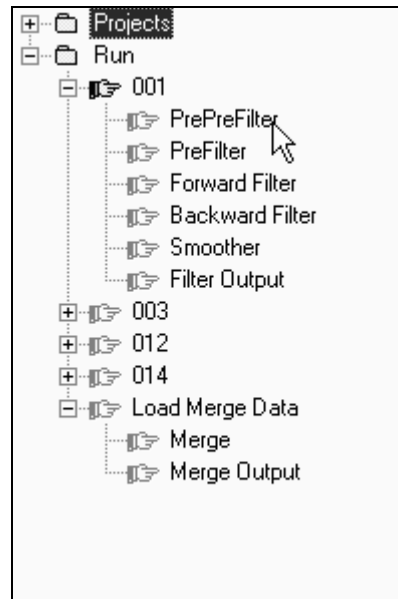 Projects
Run
001
PrePreFilter
PreFilter
Forward Filter
Backward Filter
Smoother
Filter Output
003
012
014
Load Merge Data
Merge
Merge Output